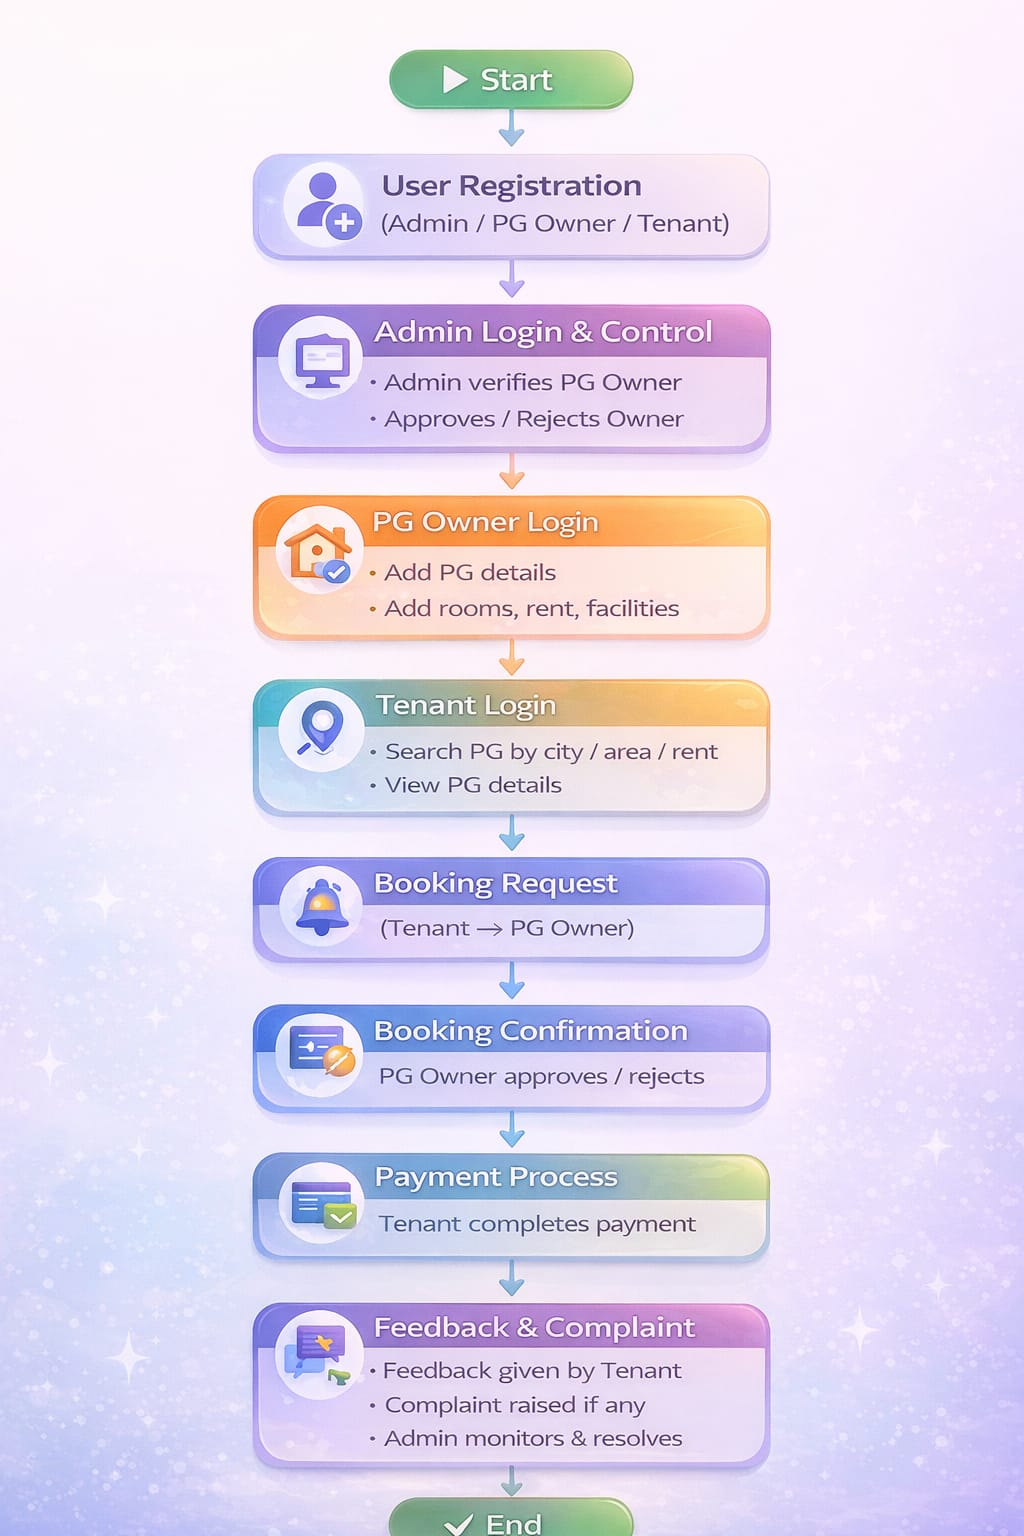 Start
User Registration
(Admin / PG Owner / Tenant)
Admin Login & Control
• Admin verifies PG Owner
• Approves / Rejects Owner
PG Owner Login
• Add PG details
• Add rooms, rent, facilities
Tenant Login
• Search PG by city / area / rent
• View PG details
Booking Request
(Tenant → PG Owner)
Booking Confirmation
PG Owner approves / rejects
Payment Process
Tenant completes payment
Feedback & Complaint
• Feedback given by Tenant
• Complaint raised if any
• Admin monitors & resolves
End